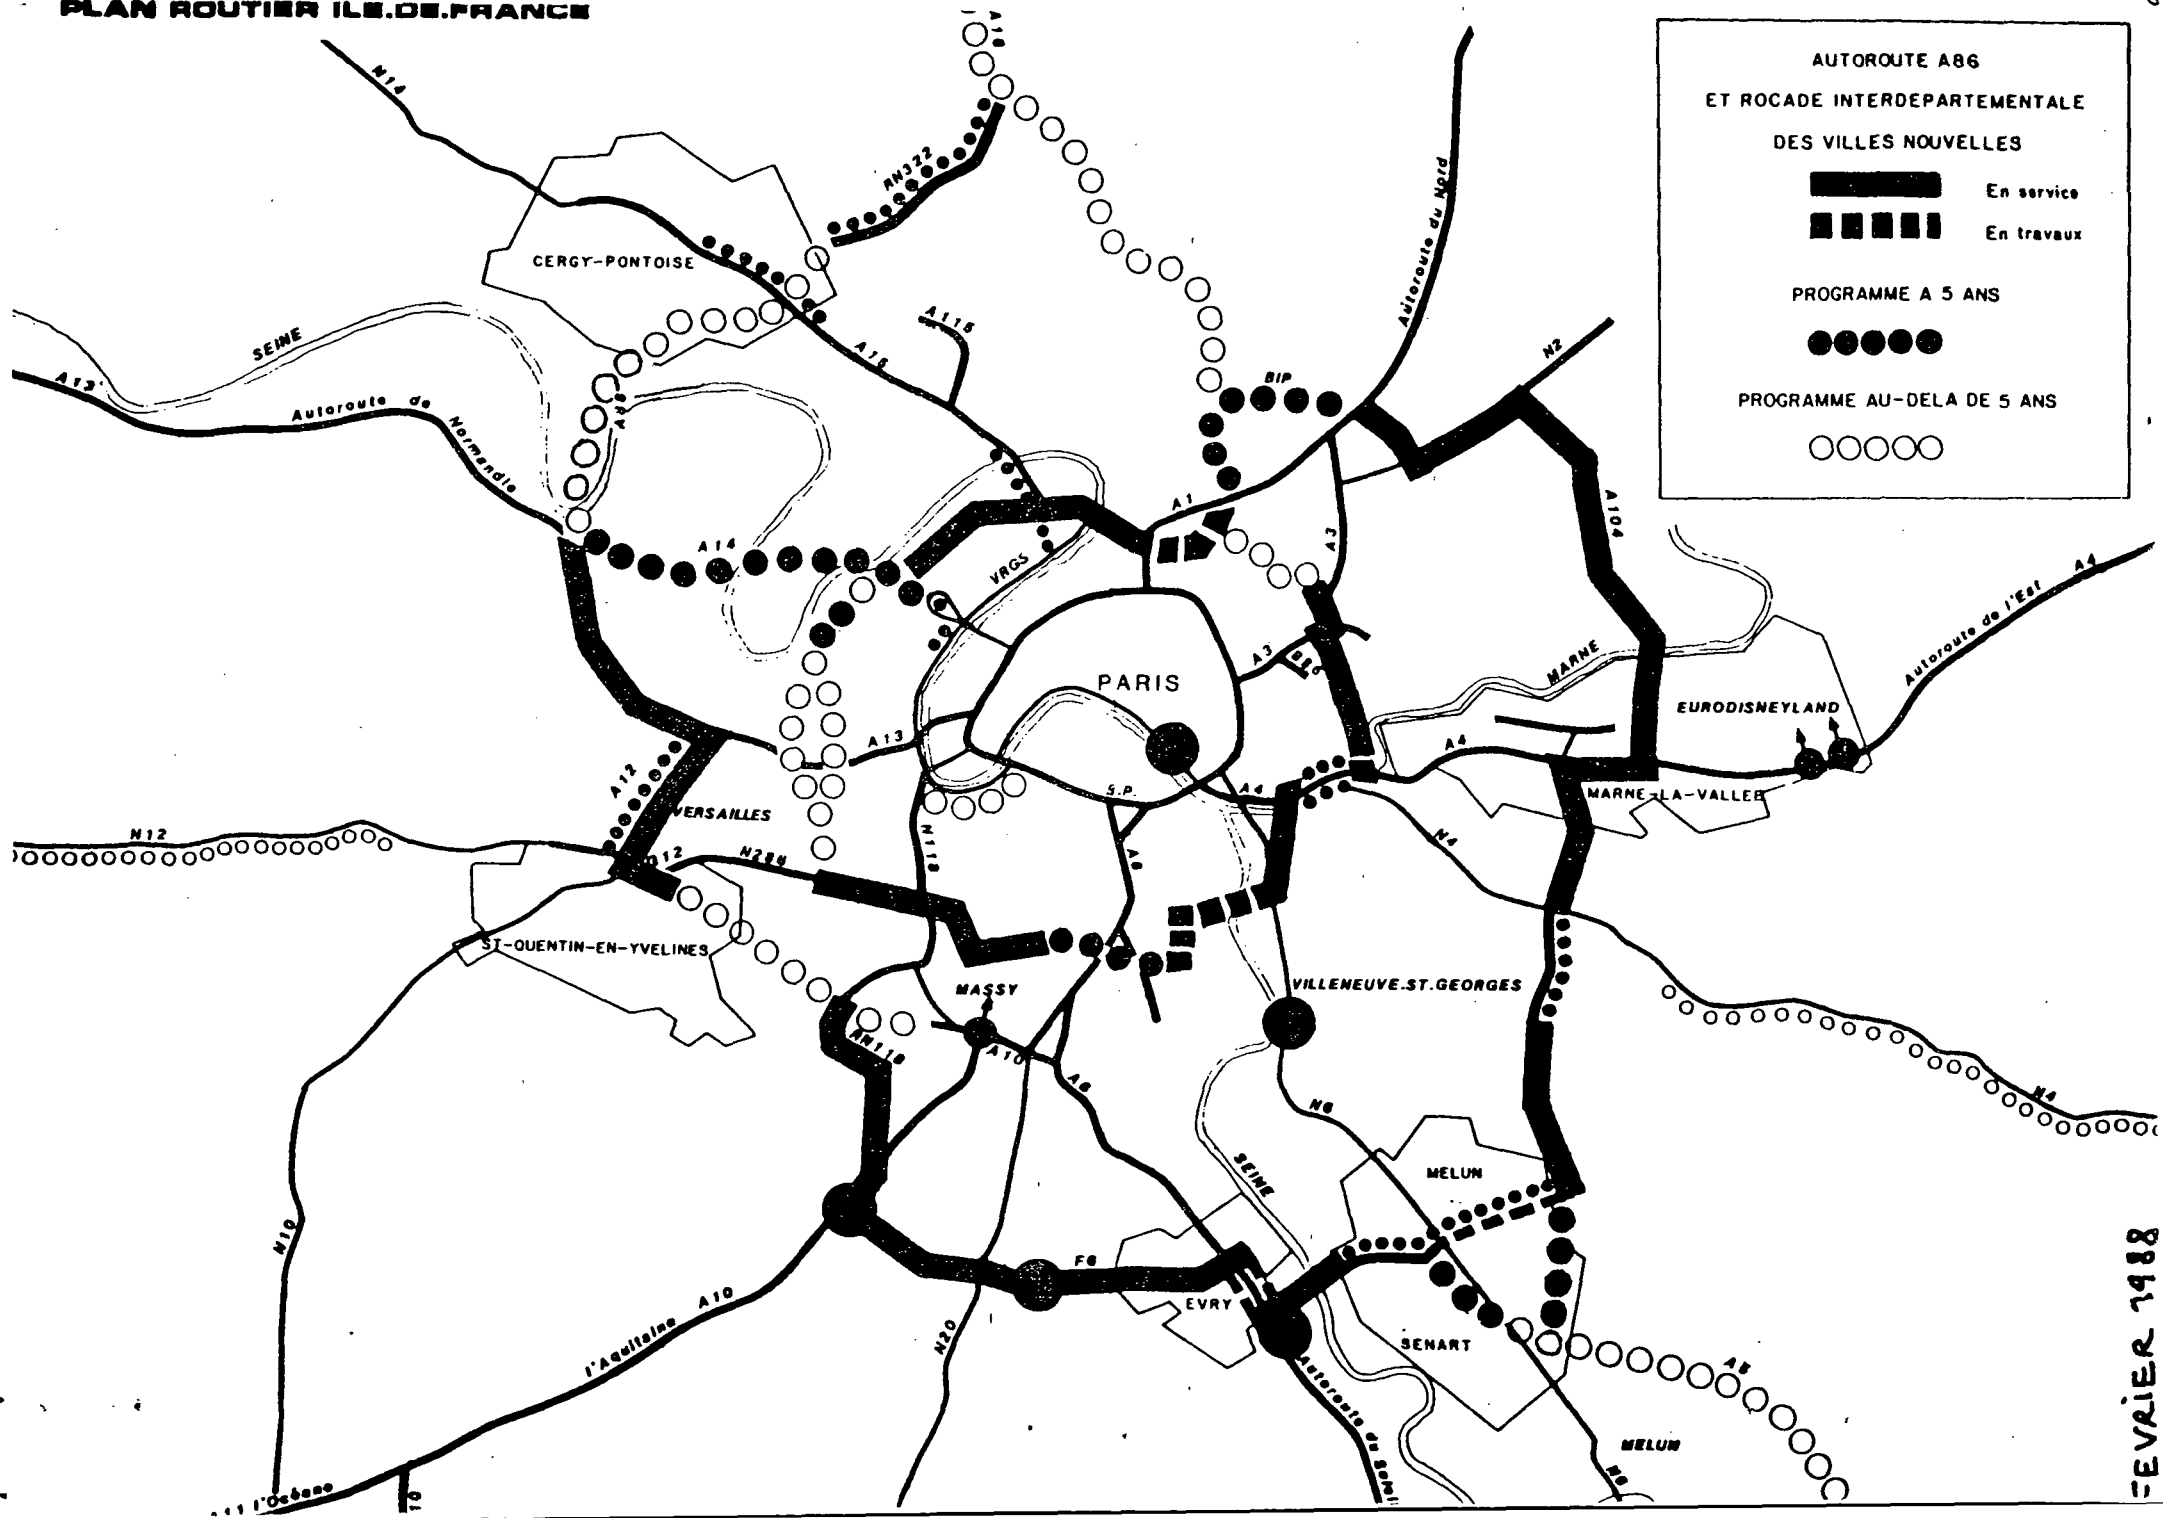 PLAN ROUTIER ILE.DE.FRANCE
AUTOROUTE A86
ET ROCADE INTERDEPARTEMENTALE
DES VILLES NOUVELLES
En service
En travaux
PROGRAMME A 5 ANS
PROGRAMME AU-DELA DE 5 ANS
A16
N14
RN322
CERGY-PONTOISE
Autoroute du Nord
SEINE
A115
A15
N2
BIP
A13
Autoroute de Normandie
A1
A104
A3
A14
VRGS
A4
Autoroute de l'Est
MARNE
A3
PARIS
EURODISNEYLAND
A13
A4
A12
S.P.
A4
MARNE-LA-VALLEE
VERSAILLES
N12
N118
N4
N286
A6
ST-QUENTIN-EN-YVELINES
VILLENEUVE.ST.GEORGES
MASSY
RN118
A10
A6
N6
N4
SEINE
MELUN
N10
F6
EVRY
SENART
A10
l'Aquitaine
N20
A5
Autoroute du Soleil
MELUN
N6
l'Océane
10
FEVRIER 1988